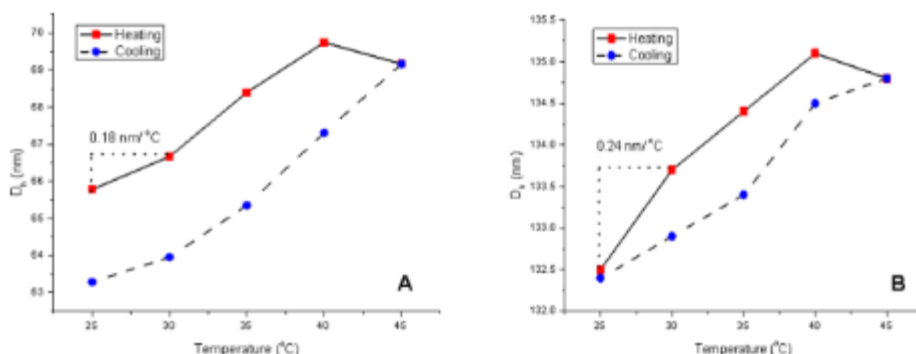 Heating
Cooling
70
69
68
67
66
65
64
63
0.18 nm/°C
Dh (nm)
A
25 30 35 40 45
Temperature (°C)
Heating
Cooling
135.5
135.0
134.5
134.0
133.5
133.0
132.5
132.0
0.24 nm/°C
Dh (nm)
B
25 30 35 40 45
Temperature (°C)